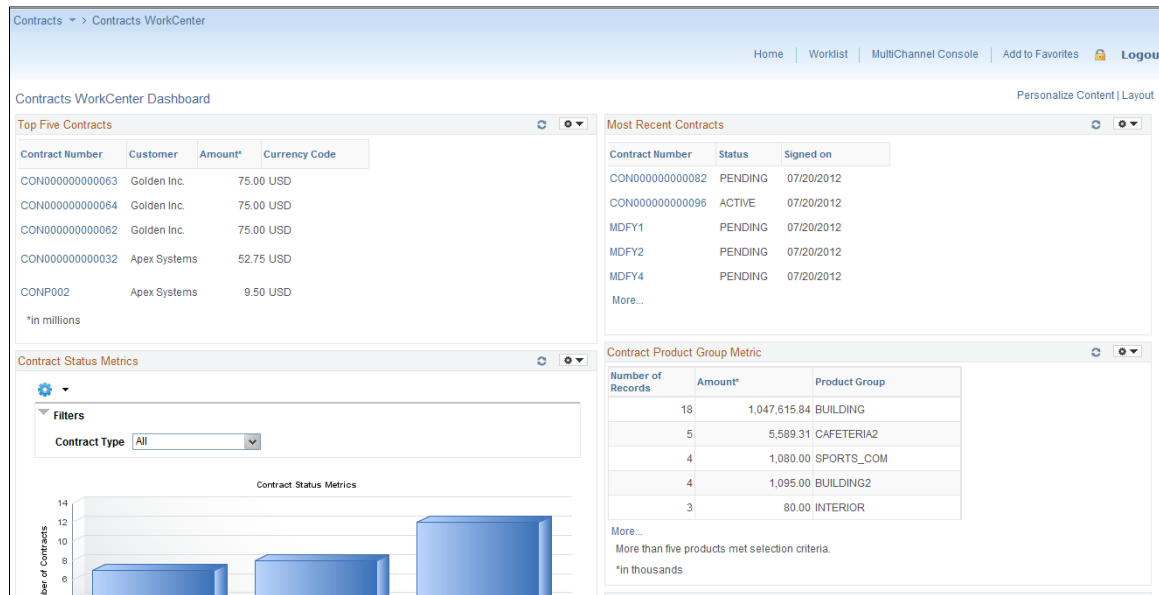 Contracts > Contracts WorkCenter
Home Worklist MultiChannel Console Add to Favorites Logou
Contracts WorkCenter Dashboard
Personalize Content | Layout
Top Five Contracts
Contract Number Customer Amount* Currency Code
CON000000000063 Golden Inc. 75.00 USD
CON000000000064 Golden Inc. 75.00 USD
CON000000000062 Golden Inc. 75.00 USD
CON000000000032 Apex Systems 52.75 USD
CONP002 Apex Systems 9.50 USD
*in millions
Most Recent Contracts
Contract Number Status Signed on
CON000000000082 PENDING 07/20/2012
CON000000000096 ACTIVE 07/20/2012
MDFY1 PENDING 07/20/2012
MDFY2 PENDING 07/20/2012
MDFY4 PENDING 07/20/2012
More...
Contract Status Metrics
Filters
Contract Type All
Contract Status Metrics
14
12
10
8
6
ber of Contracts
Contract Product Group Metric
Number of Records Amount* Product Group
18 1,047,615.84 BUILDING
5 5,589.31 CAFETERIA2
4 1,080.00 SPORTS_COM
4 1,095.00 BUILDING2
3 80.00 INTERIOR
More...
More than five products met selection criteria.
*in thousands